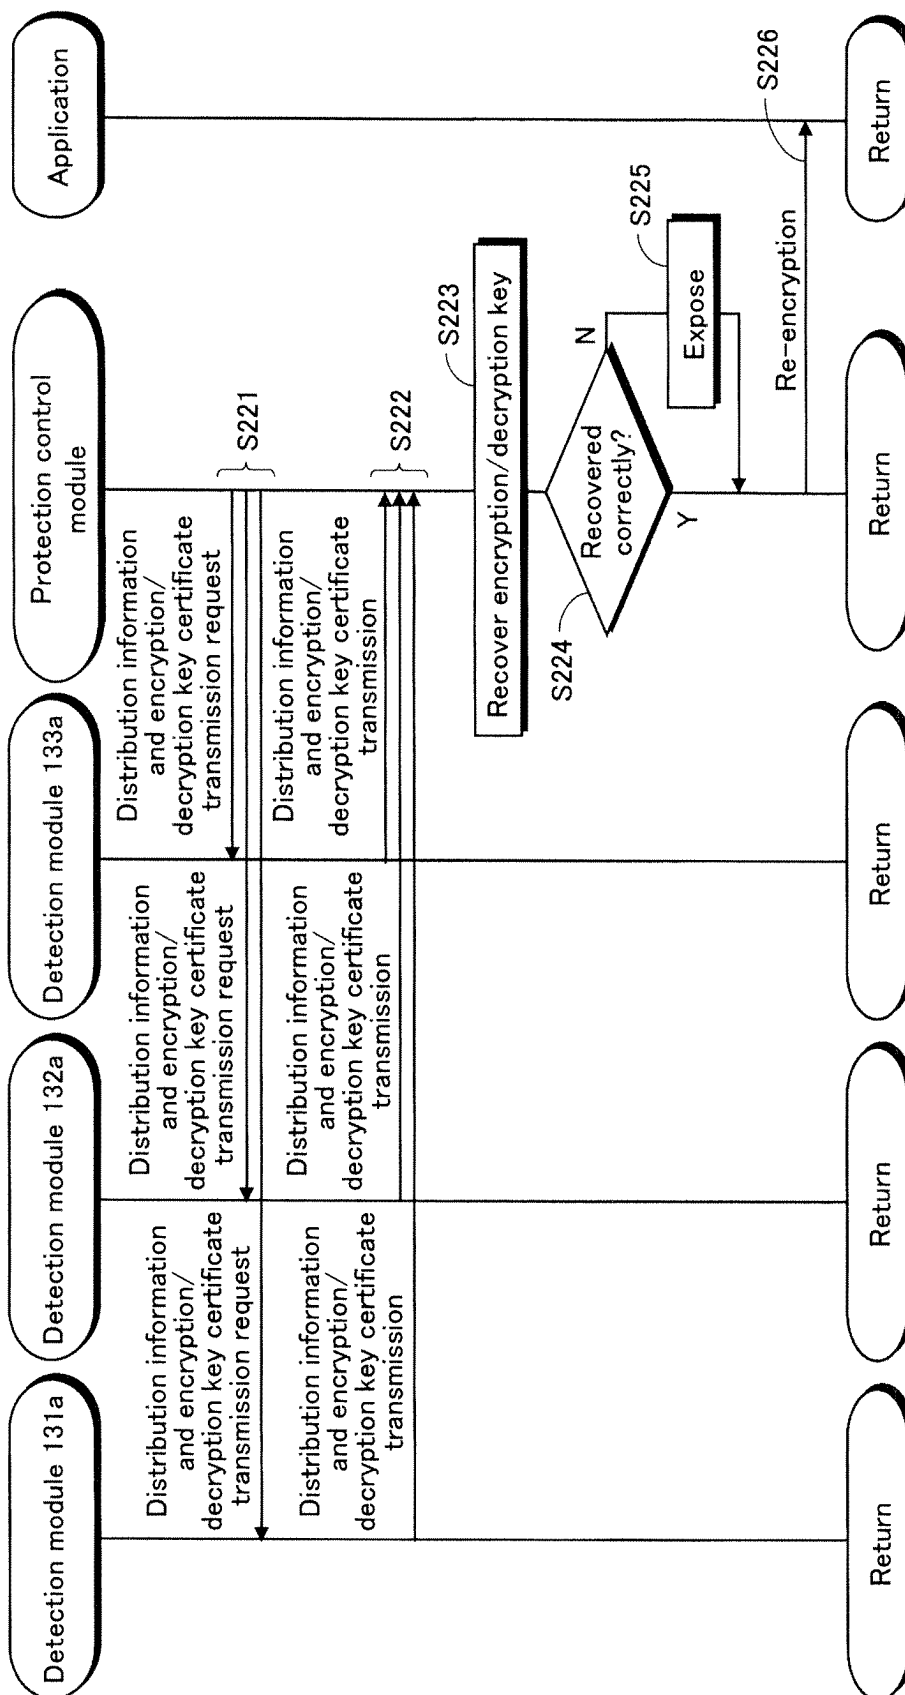 Detection module 131a
Detection module 132a
Detection module 133a
Protection control
module
Application
Distribution information
and encryption/
decryption key certificate
transmission request
Distribution information
and encryption/
decryption key certificate
transmission request
Distribution information
and encryption/
decryption key certificate
transmission request
S221
Distribution information
and encryption/
decryption key certificate
transmission
Distribution information
and encryption/
decryption key certificate
transmission
Distribution information
and encryption/
decryption key certificate
transmission
S222
S223
Recover encryption/decryption key
S224
Recovered
correctly?
N
S225
Expose
Y
Re-encryption
S226
Return
Return
Return
Return
Return